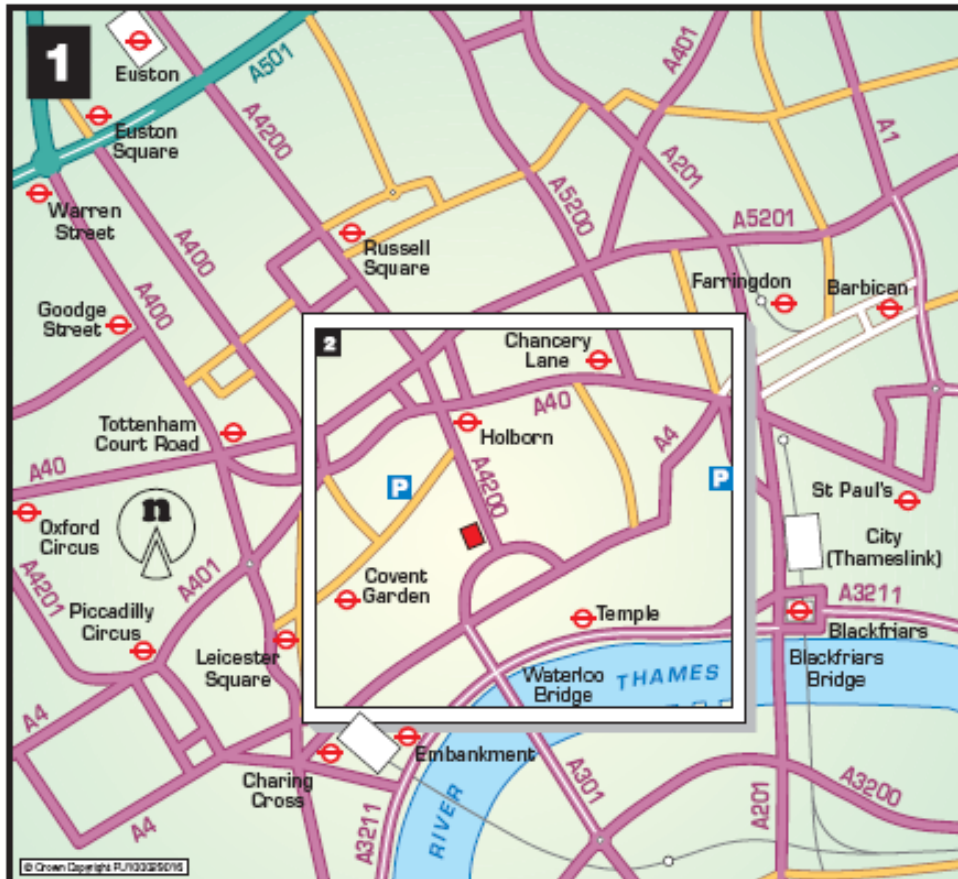 1
Euston
A501
A401
Euston
Square
A4200
A1
A201
Warren
Street
A5200
A5201
Russell
Square
A400
Farringdon
Barbican
Goodge
Street
A400
2
Chancery
Lane
Tottenham
Court Road
A40
Holborn
A4
A40
P
A4200
P
St Paul's
Oxford
Circus
n
City
(Thameslink)
A4201
A401
Covent
Garden
Piccadilly
Circus
Temple
A3211
Blackfriars
Leicester
Square
Waterloo
Bridge
THAMES
Blackfriars
Bridge
A4
Embankment
Charing
Cross
A301
A3200
A201
A4
A3211
RIVER